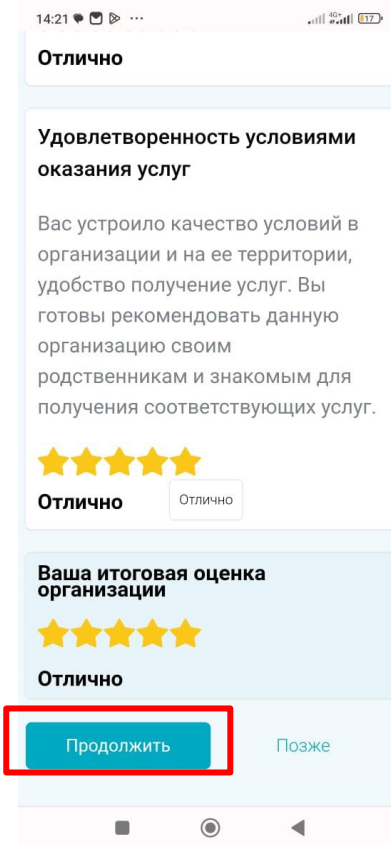 14:21
4G+
17
Отлично
Удовлетворенность условиями
оказания услуг
Вас устроило качество условий в
организации и на ее территории,
удобство получение услуг. Вы
готовы рекомендовать данную
организацию своим
родственникам и знакомым для
получения соответствующих услуг.
Отлично
Отлично
Ваша итоговая оценка
организации
Отлично
Продолжить
Позже